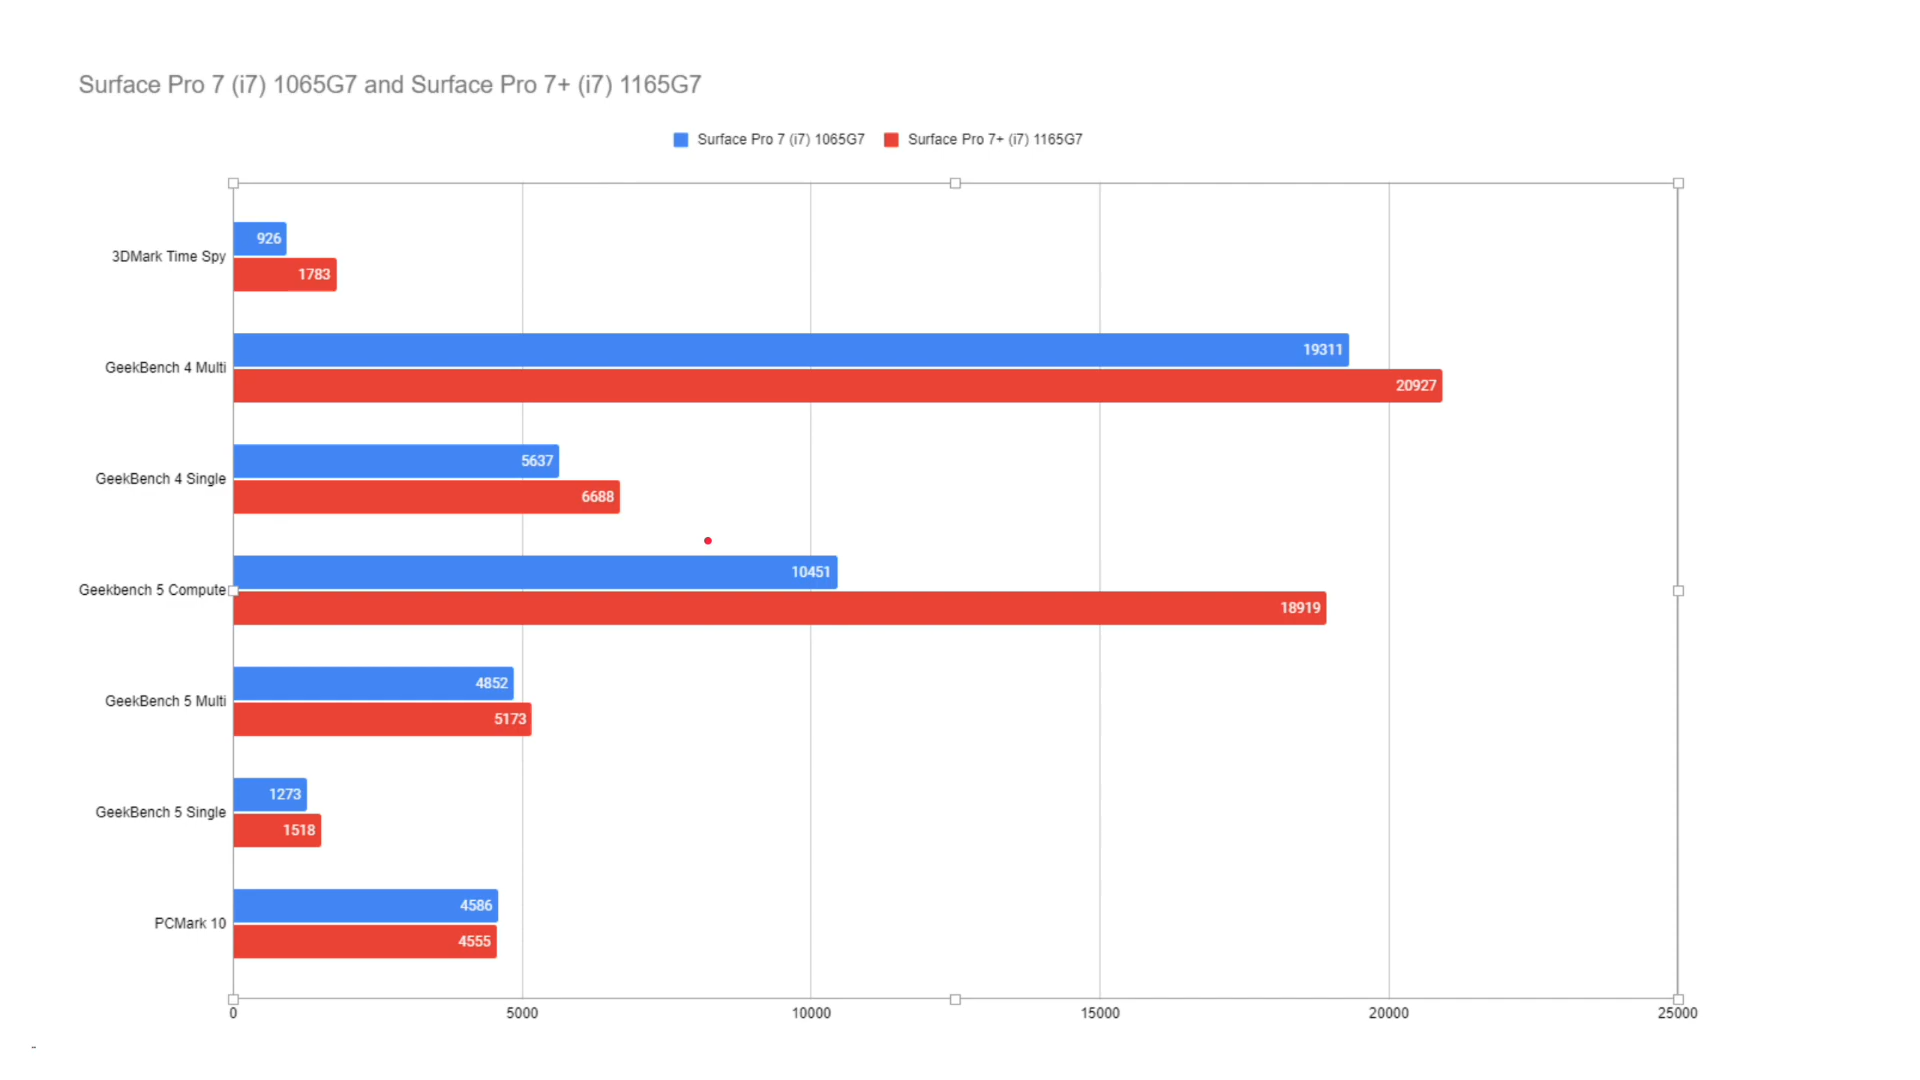 Surface Pro 7 (i7) 1065G7 and Surface Pro 7+ (i7) 1165G7
Surface Pro 7 (i7) 1065G7 Surface Pro 7+ (i7) 1165G7
926
3DMark Time Spy
1783
19311
GeekBench 4 Multi
20927
5637
GeekBench 4 Single
6688
10451
Geekbench 5 Compute
18919
4852
GeekBench 5 Multi
5173
1273
GeekBench 5 Single
1518
4586
PCMark 10
4555
0 5000 10000 15000 20000 25000
-